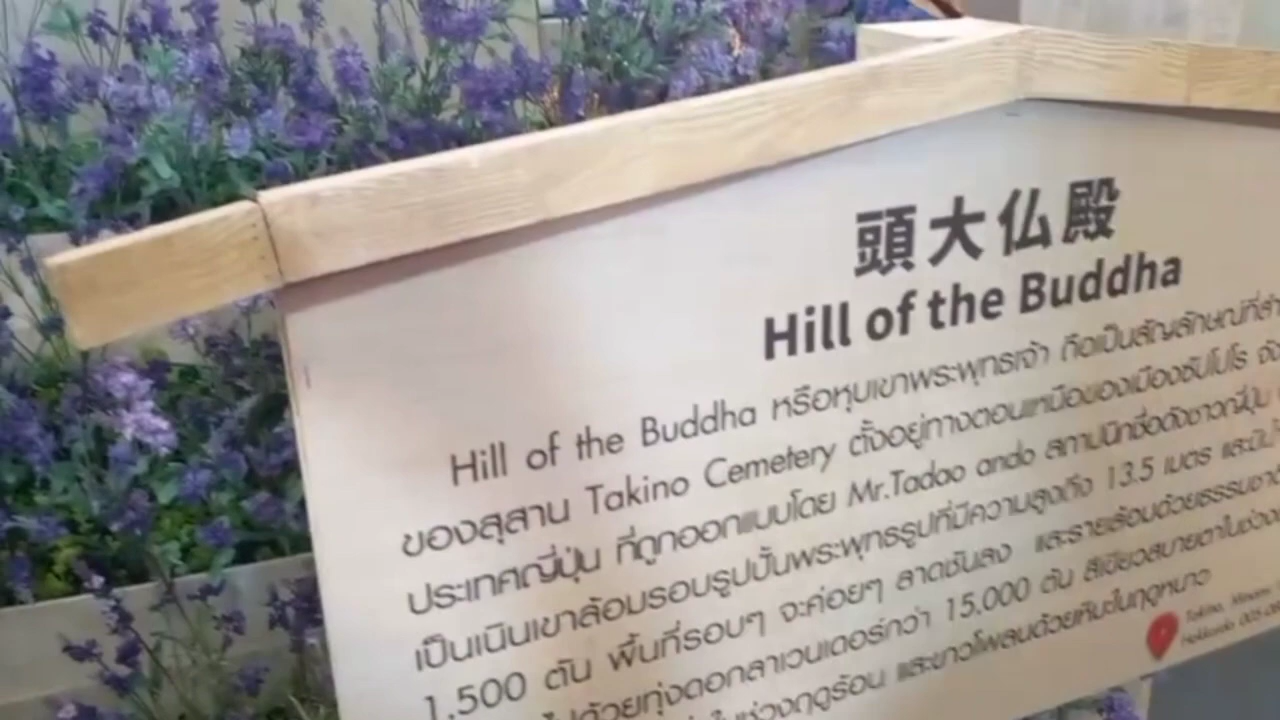 頭大仏殿
Hill of the Buddha
Hill of the Buddha หรือหุบเขาพระพุทธเจ้า ถือเป็นสัญลักษณ์ที่สำ
ของสุสาน Takino Cemetery ตั้งอยู่ทางตอนเหนือของเมืองซัปโปโร
ประเทศญี่ปุ่น ที่ถูกออกแบบโดย Mr.Tadao ando สถาปนิกชื่อดังชาวญี่ปุ่น
เป็นเนินเขาล้อมรอบรูปปั้นพระพุทธรูปที่มีความสูงถึง 13.5 เมตร และมีน้ำ
1,500 ตัน พื้นที่รอบๆ จะค่อยๆ ลาดชันลง และรายล้อมด้วยธรรมชา
ไปด้วยทุ่งดอกลาเวนเดอร์กว่า 15,000 ต้น สีเขียวสบายตาในช่วง
ในช่วงฤดูร้อน และขาวโพลนด้วยหิมะในฤดูหนาว
Takino, Minam
Hokkaido 005-0